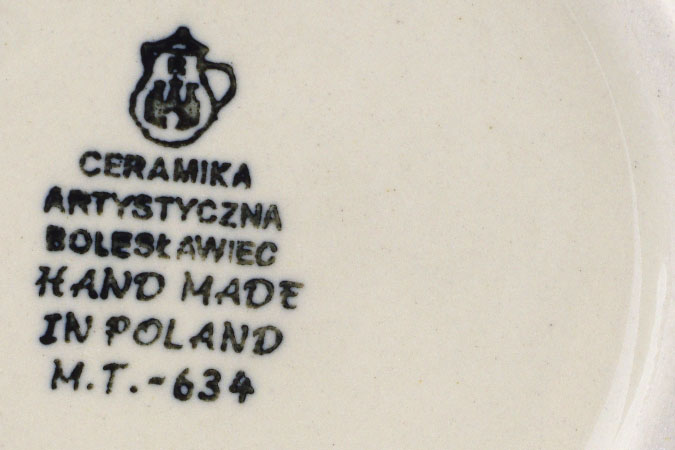 CERAMIKA
ARTYSTYCZNA
BOLESŁAWIEC
HAND MADE
IN POLAND
M.T.-634